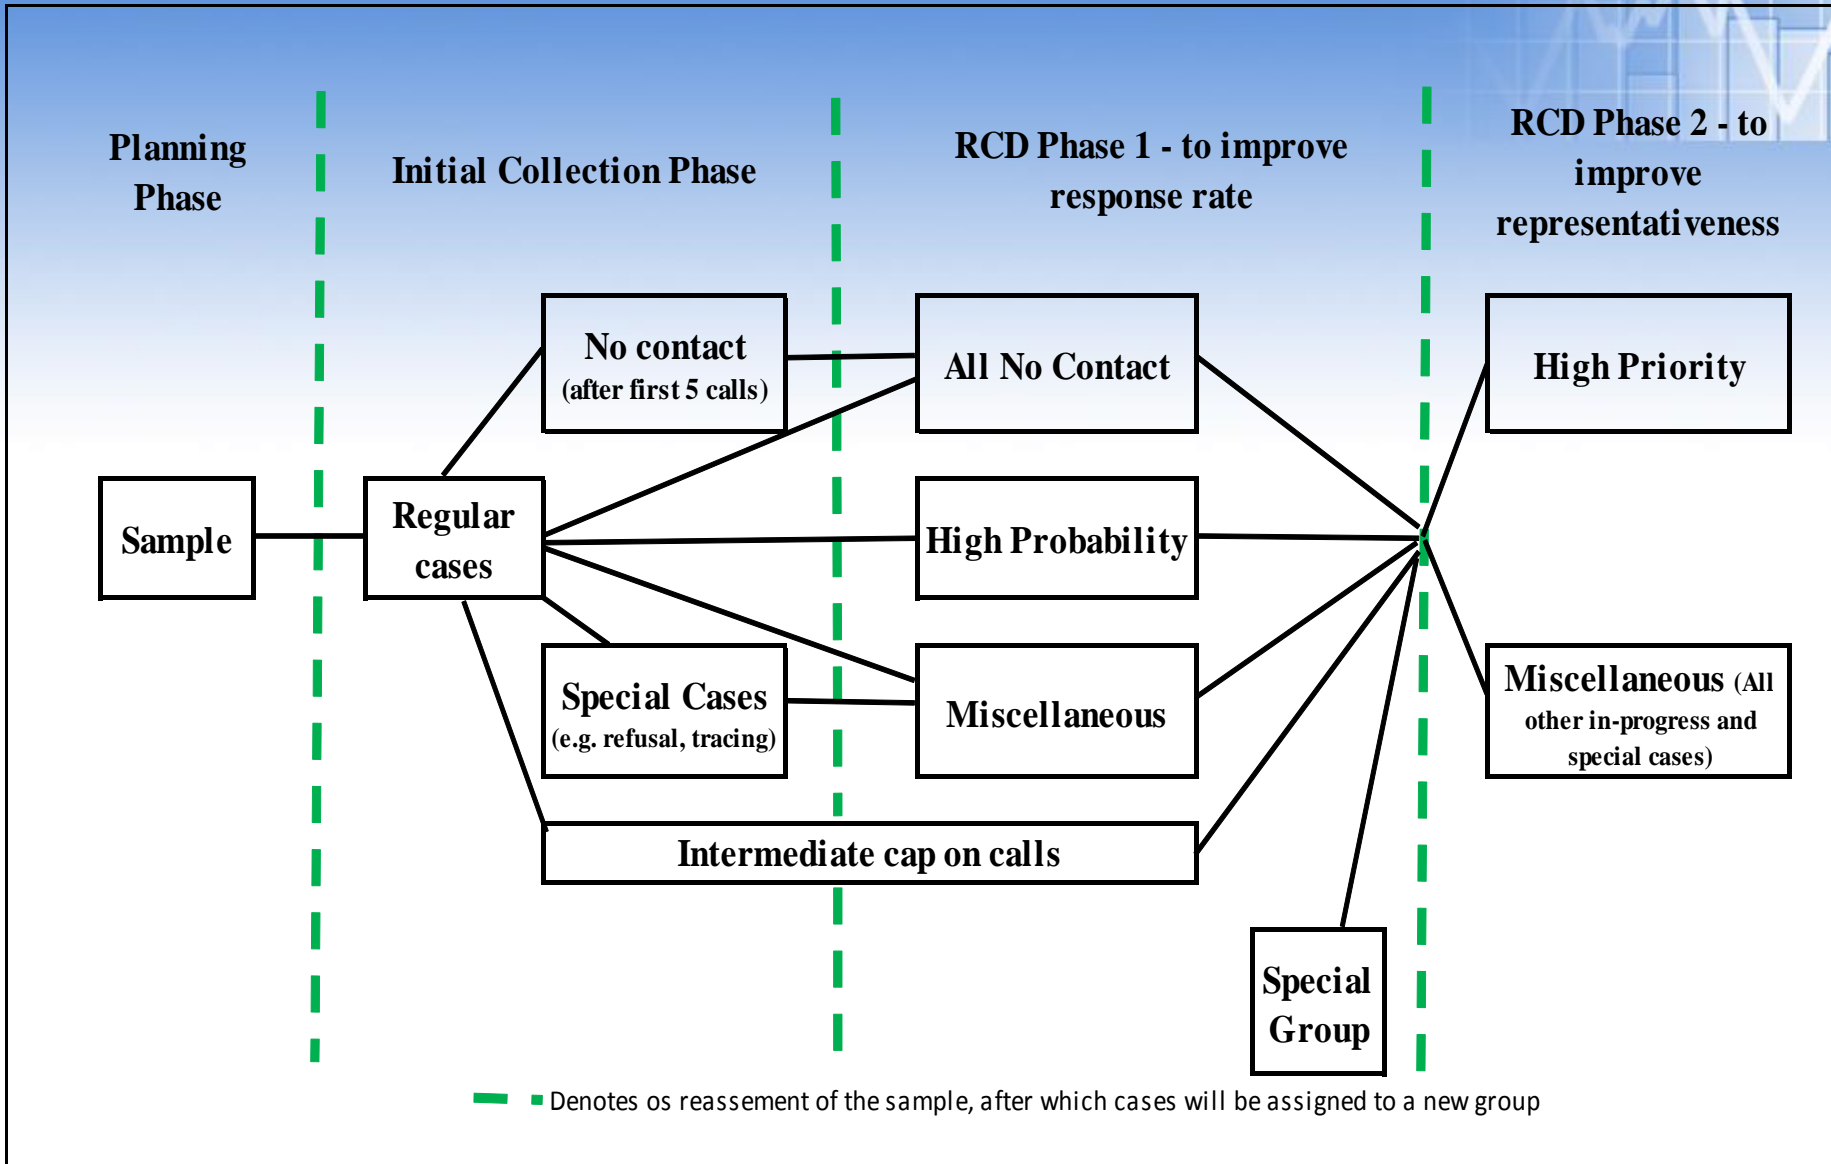 Planning
Phase
Initial Collection Phase
RCD Phase 1 - to improve
response rate
RCD Phase 2 - to
improve
representativeness
No contact
(after first 5 calls)
All No Contact
High Priority
Sample
Regular
cases
High Probability
Special Cases
(e.g. refusal, tracing)
Miscellaneous
Miscellaneous (All
other in-progress and
special cases)
Intermediate cap on calls
Special
Group
Denotes os reassement of the sample, after which cases will be assigned to a new group